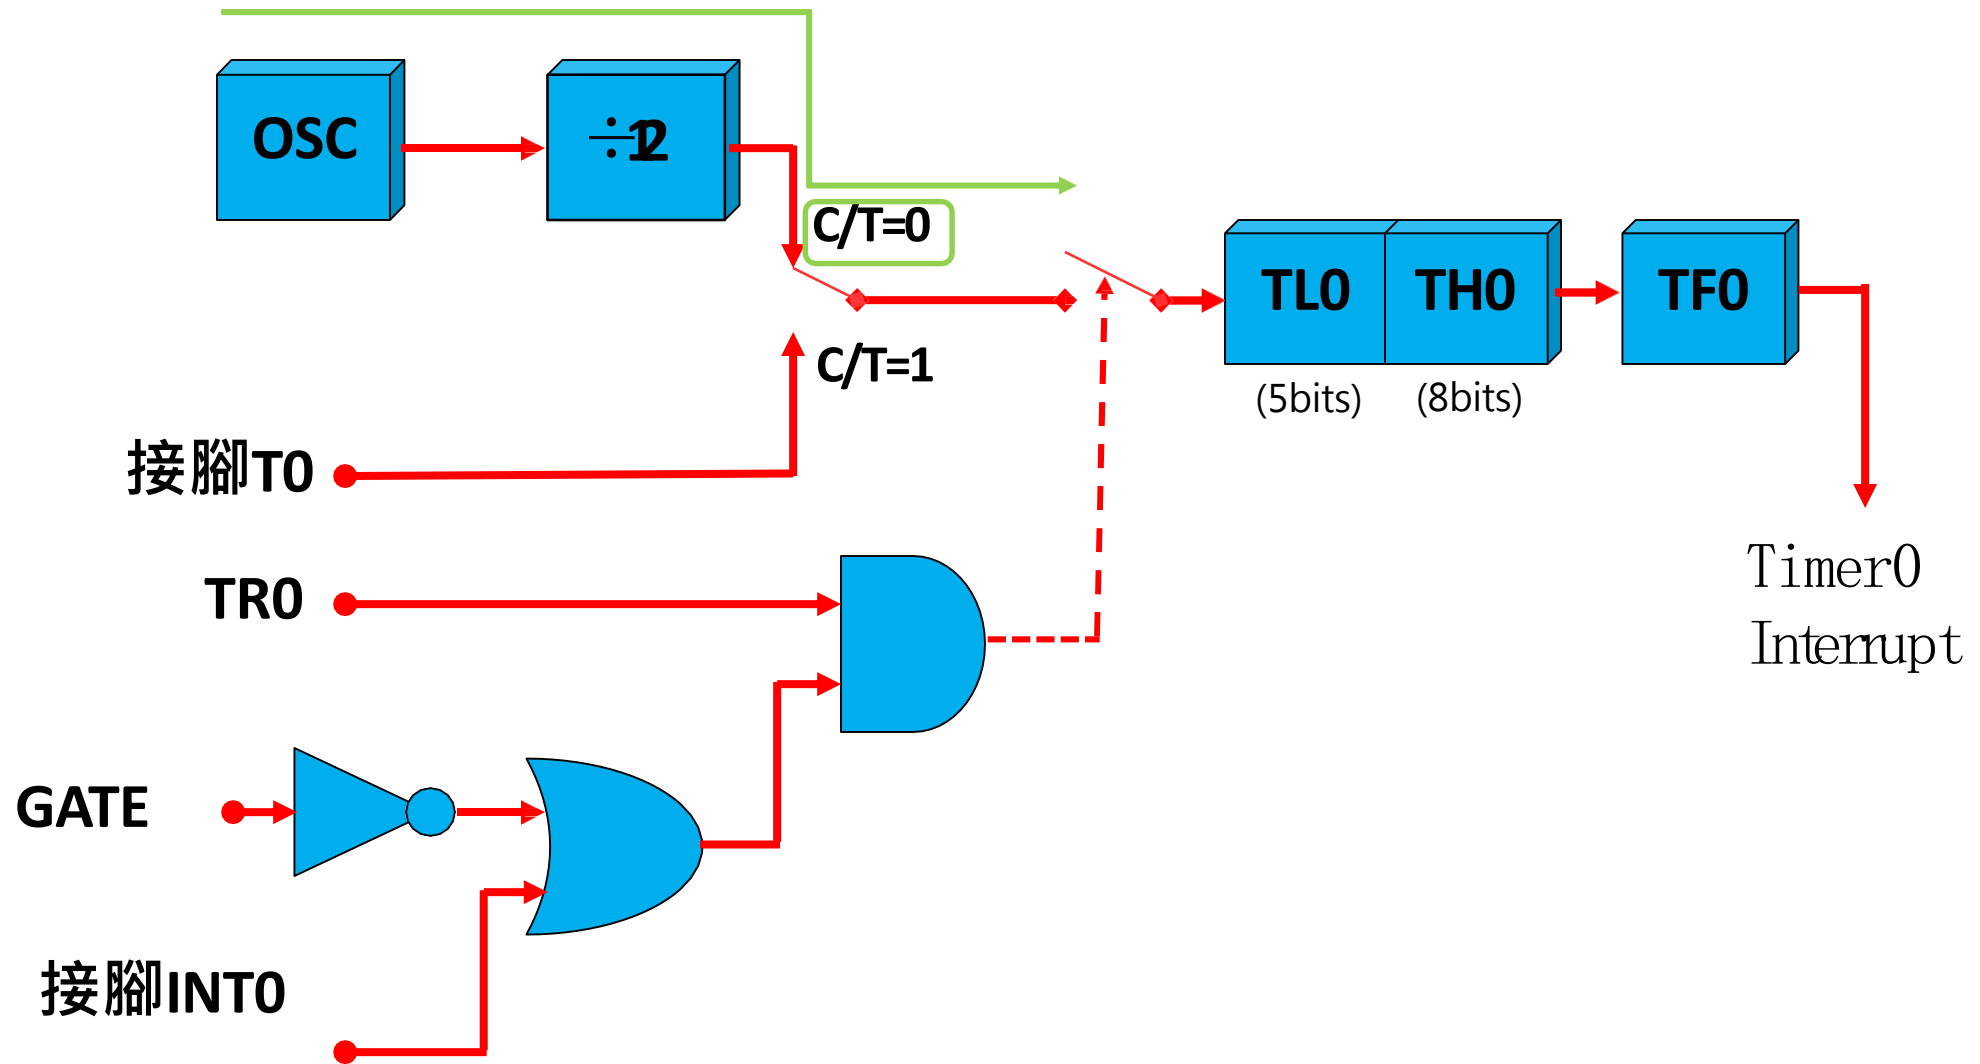 OSC
÷12
C/T=0
C/T=1
TL0
TH0
TF0
(5bits)
(8bits)
接腳T0
TR0
Timer0
Interrupt
GATE
接腳INT0